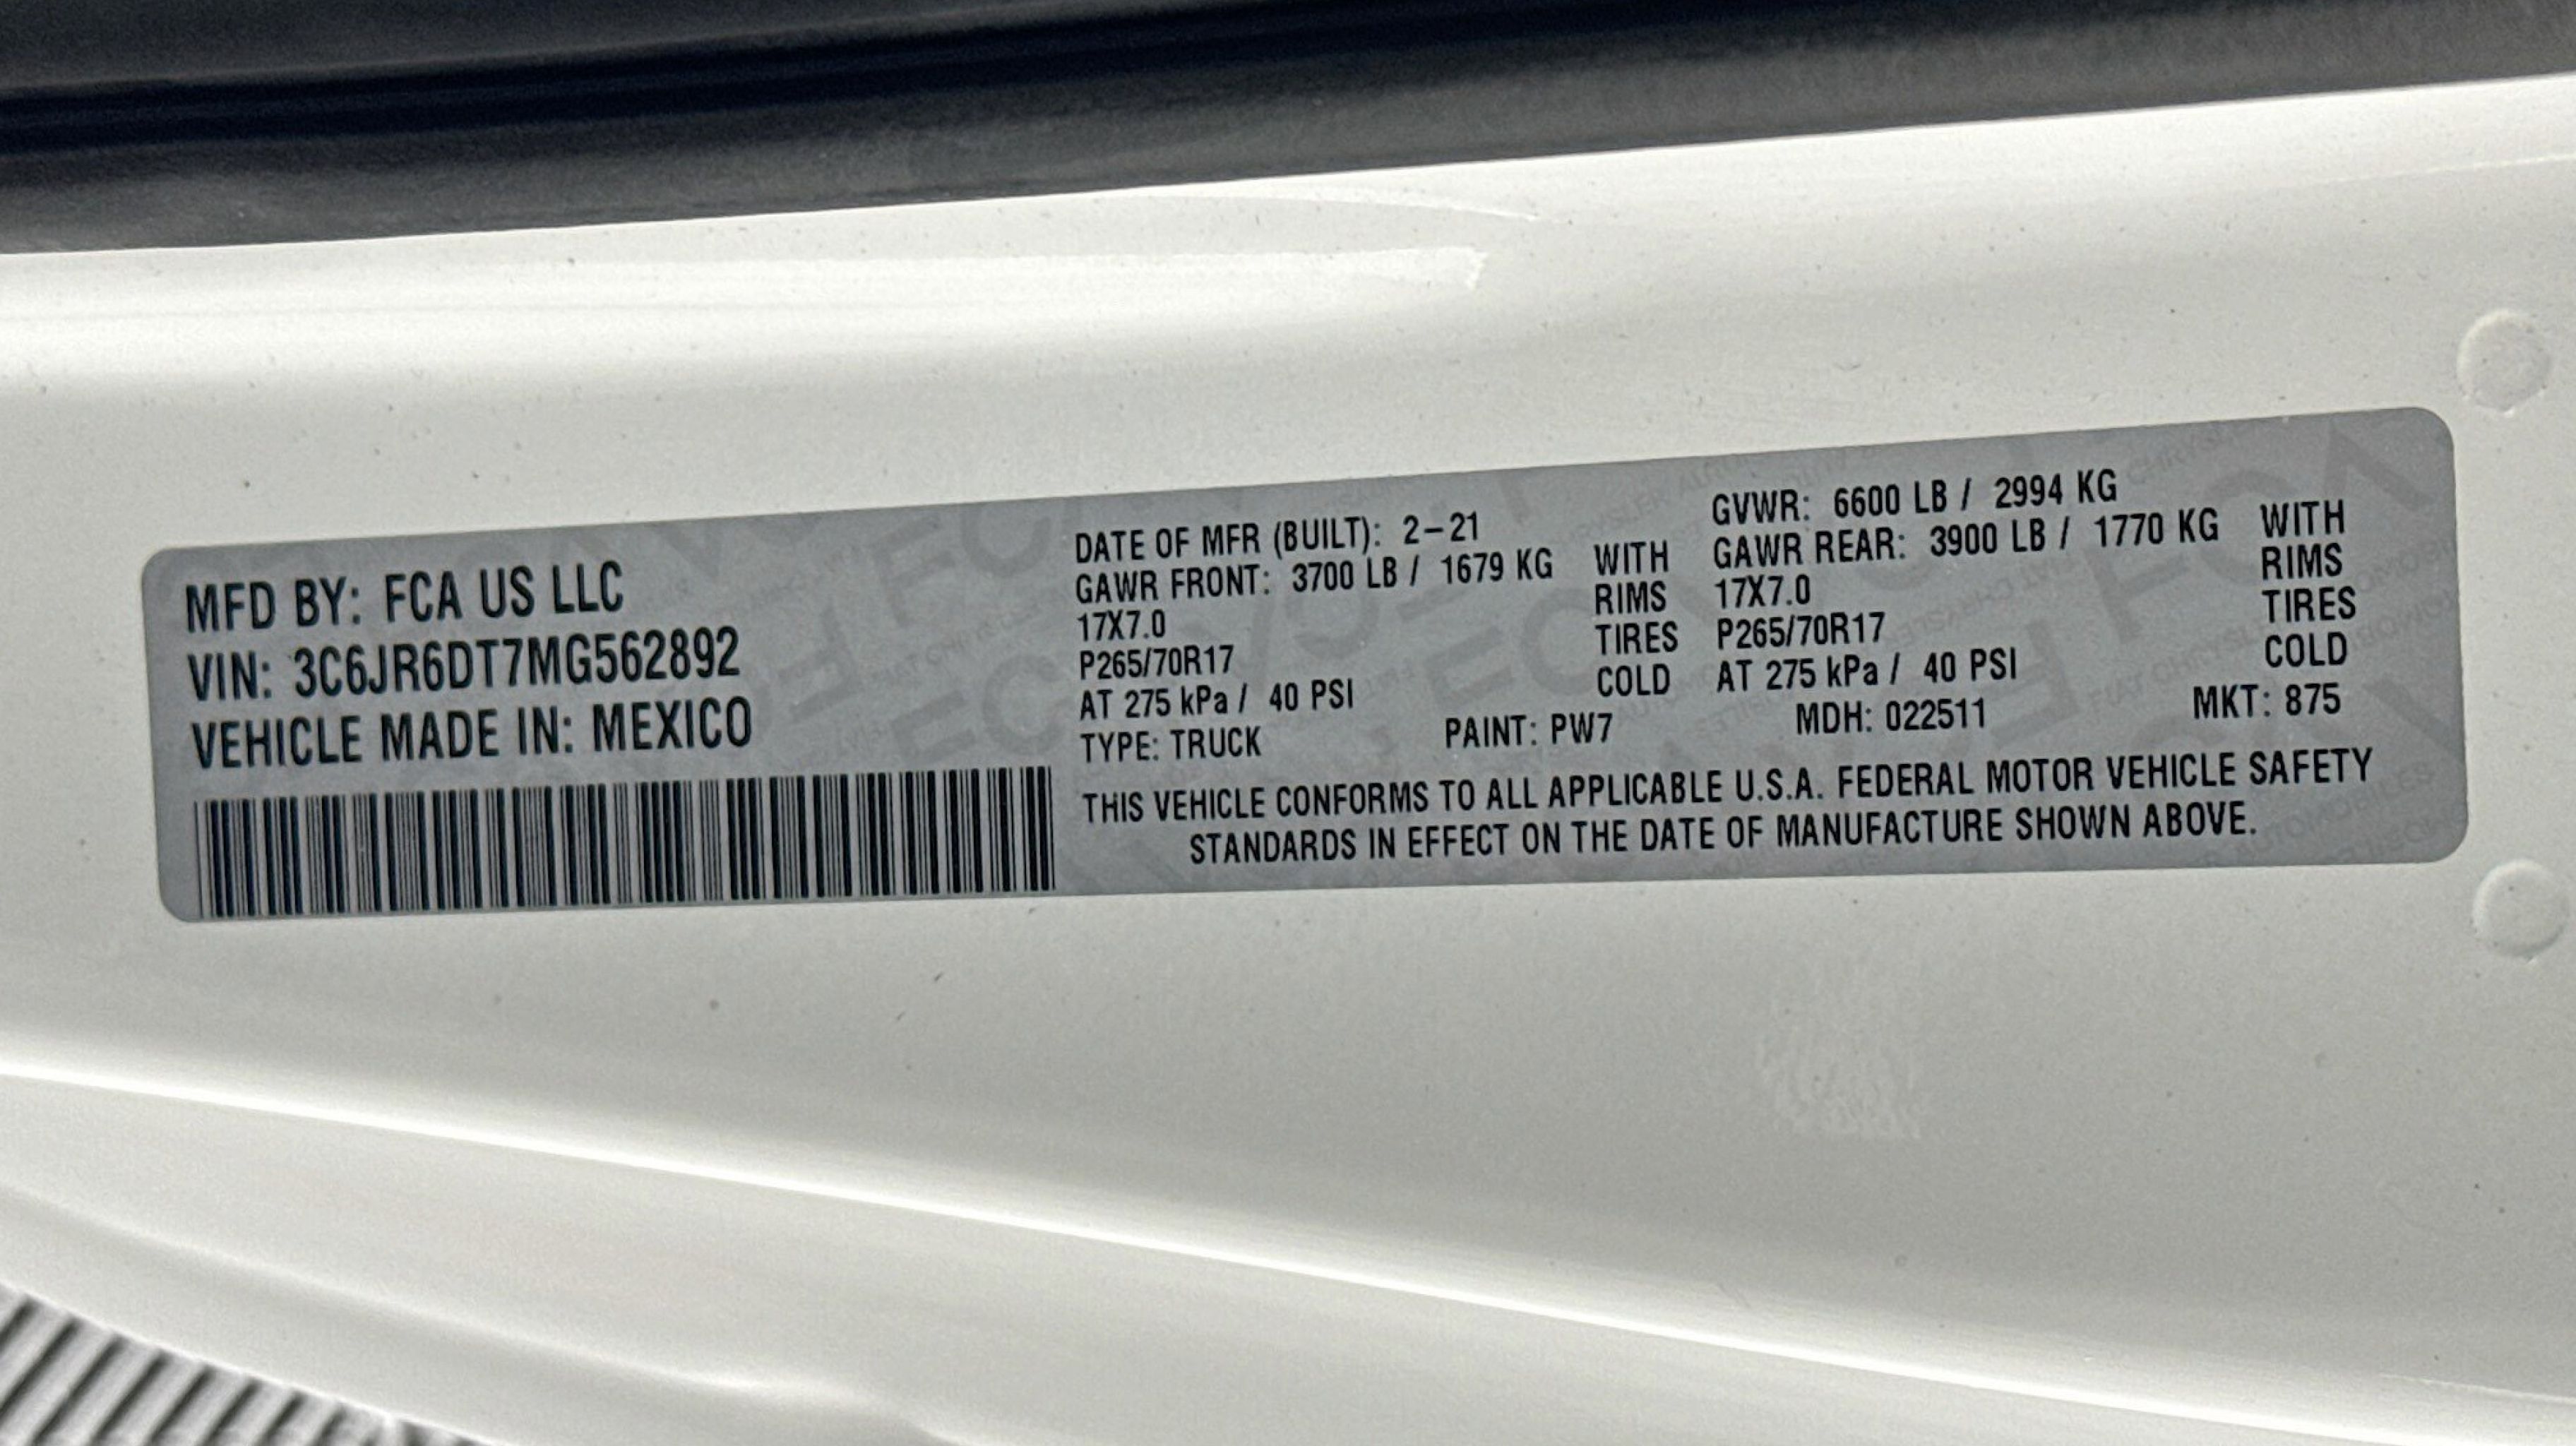 MFD BY: FCA US LLC
VIN: 3C6JR6DT7MG562892
VEHICLE MADE IN: MEXICO
DATE OF MFR (BUILT): 2-21
GVWR: 6600 LB / 2994 KG
GAWR FRONT: 3700 LB / 1679 KG WITH
17X7.0 RIMS
P265/70R17 TIRES
AT 275 kPa / 40 PSI COLD
GAWR REAR: 3900 LB / 1770 KG WITH
17X7.0 RIMS
P265/70R17 TIRES
AT 275 kPa / 40 PSI COLD
TYPE: TRUCK PAINT: PW7 MDH: 022511 MKT: 875
THIS VEHICLE CONFORMS TO ALL APPLICABLE U.S.A. FEDERAL MOTOR VEHICLE SAFETY
STANDARDS IN EFFECT ON THE DATE OF MANUFACTURE SHOWN ABOVE.